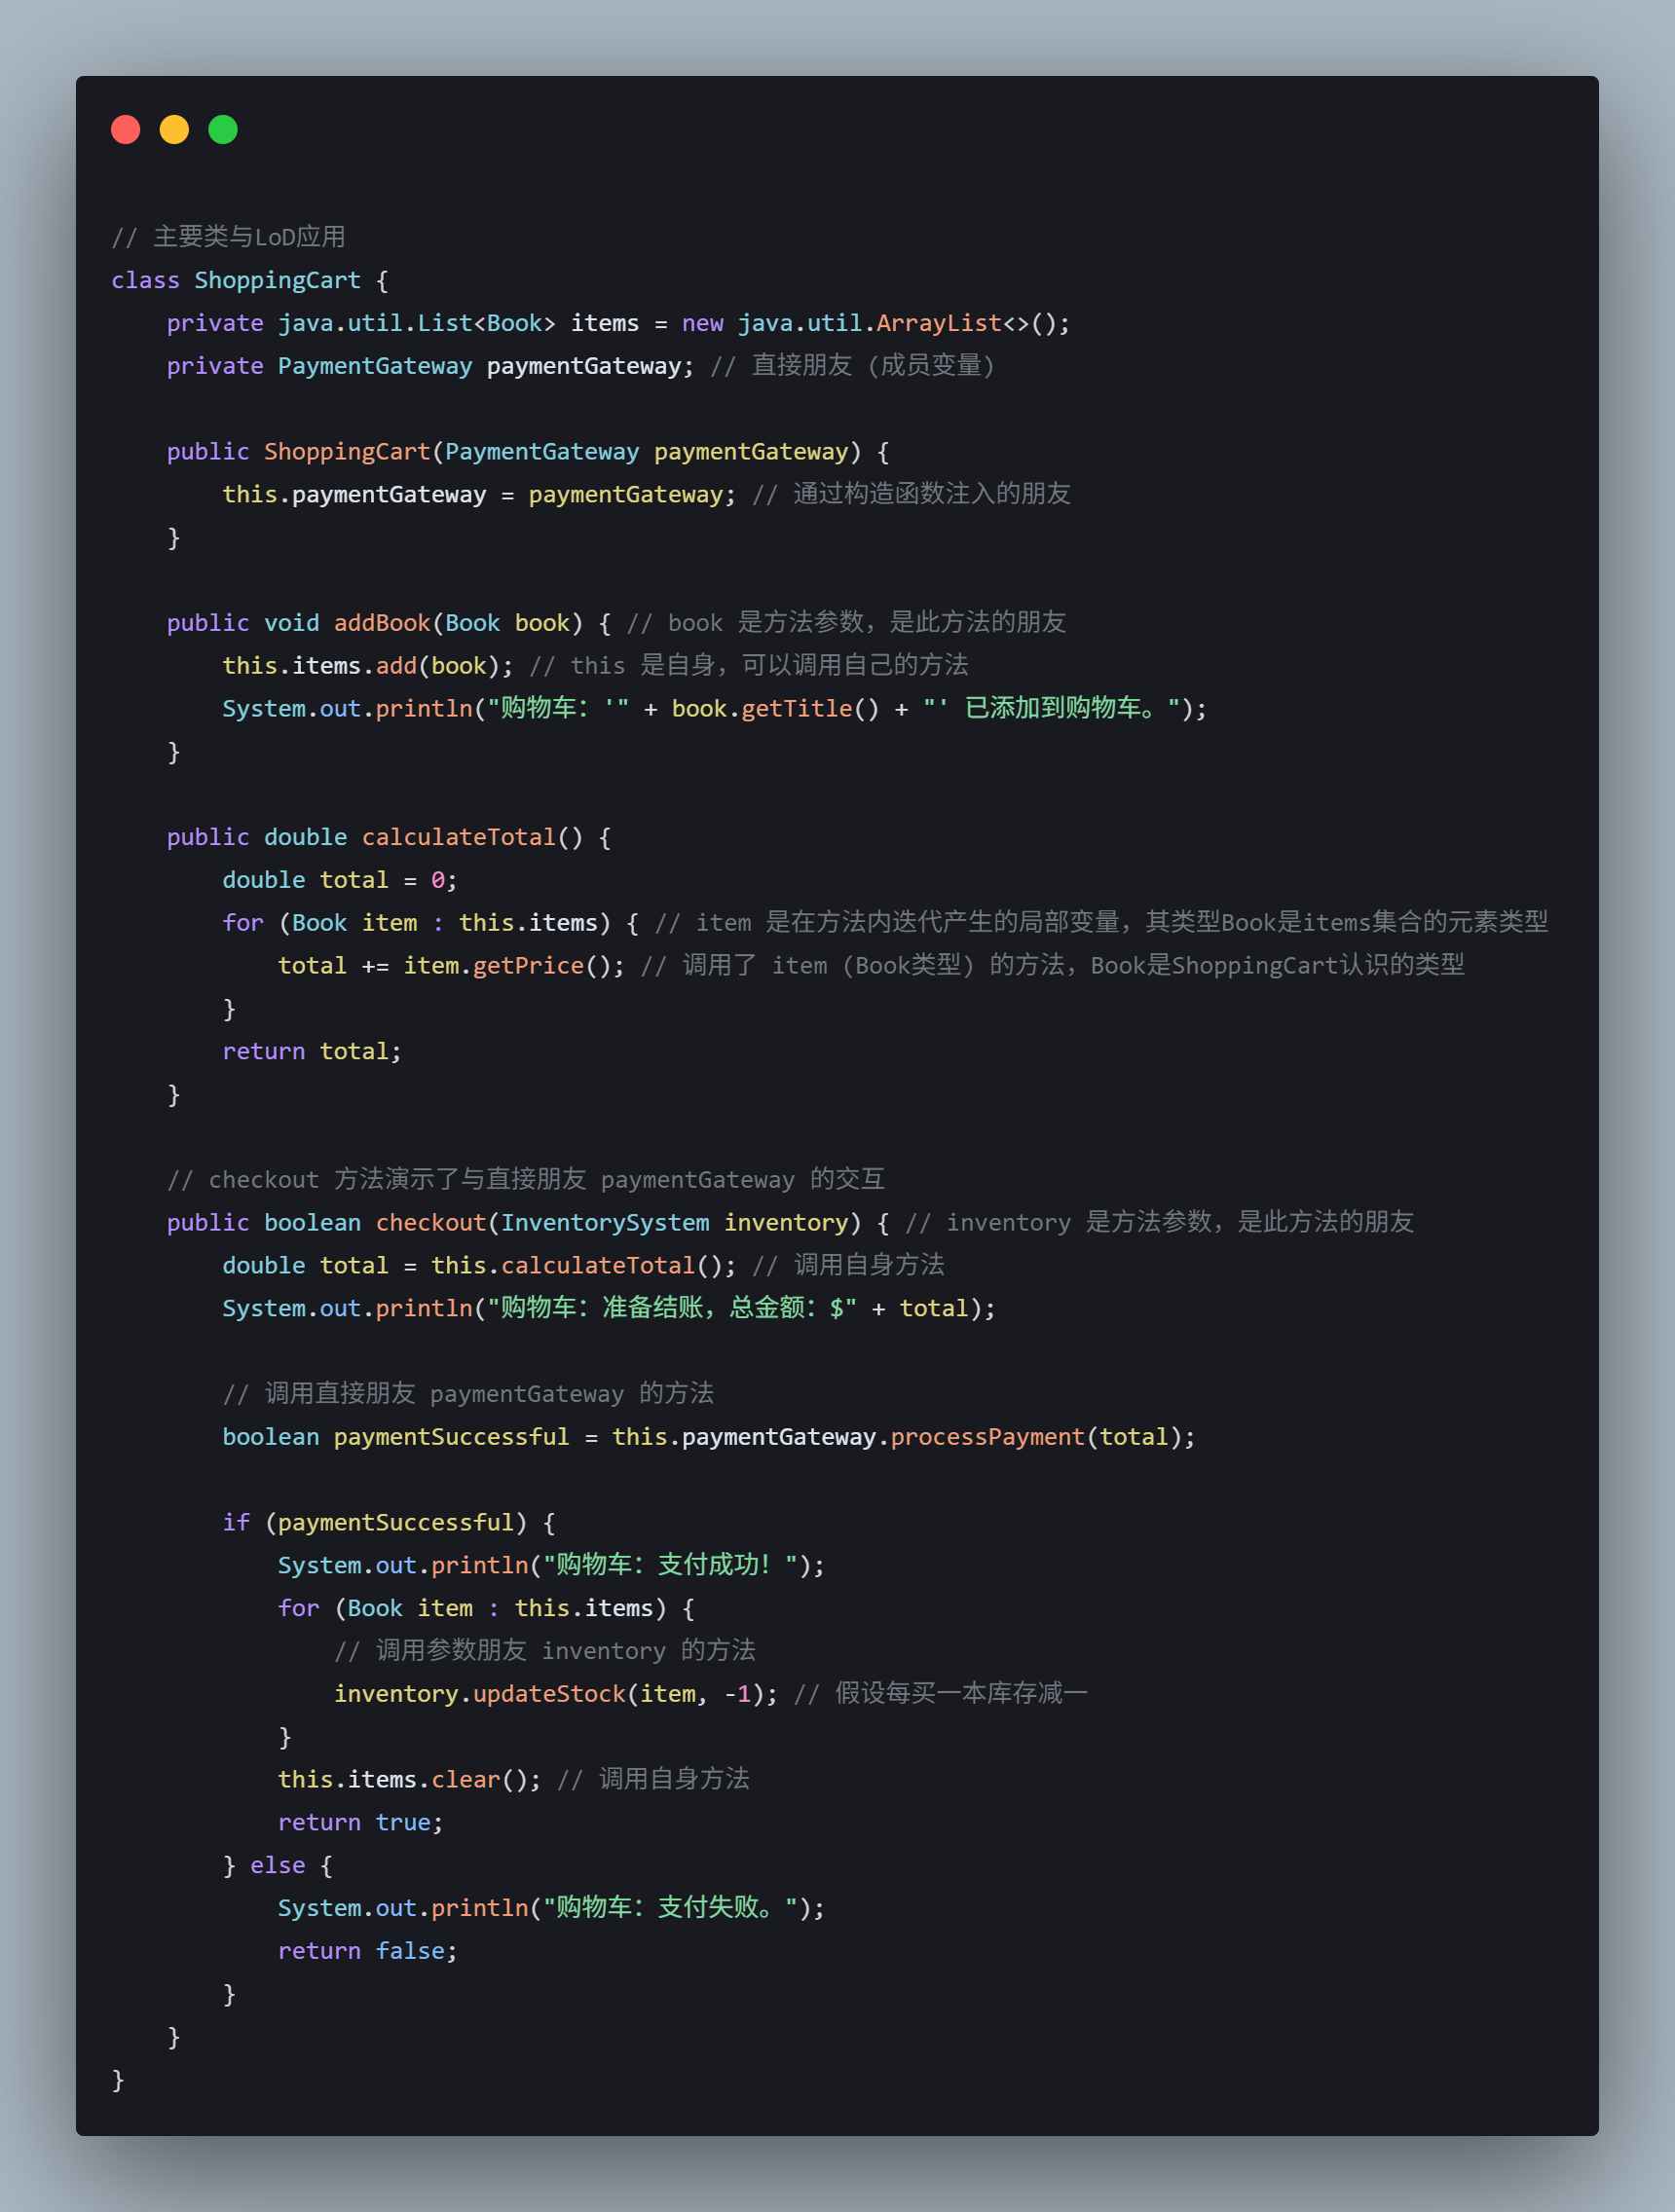 // 主要类与LoD应用
class ShoppingCart {
    private java.util.List<Book> items = new java.util.ArrayList<>();
    private PaymentGateway paymentGateway; // 直接朋友 (成员变量)

    public ShoppingCart(PaymentGateway paymentGateway) {
        this.paymentGateway = paymentGateway; // 通过构造函数注入的朋友
    }

    public void addBook(Book book) { // book 是方法参数，是此方法的朋友
        this.items.add(book); // this 是自身，可以调用自己的方法
        System.out.println("购物车：'" + book.getTitle() + "' 已添加到购物车。");
    }

    public double calculateTotal() {
        double total = 0;
        for (Book item : this.items) { // item 是在方法内迭代产生的局部变量，其类型Book是items集合的元素类型
            total += item.getPrice(); // 调用了 item (Book类型) 的方法，Book是ShoppingCart认识的类型
        }
        return total;
    }

    // checkout 方法演示了与直接朋友 paymentGateway 的交互
    public boolean checkout(InventorySystem inventory) { // inventory 是方法参数，是此方法的朋友
        double total = this.calculateTotal(); // 调用自身方法
        System.out.println("购物车：准备结账，总金额：$" + total);

        // 调用直接朋友 paymentGateway 的方法
        boolean paymentSuccessful = this.paymentGateway.processPayment(total);

        if (paymentSuccessful) {
            System.out.println("购物车：支付成功！");
            for (Book item : this.items) {
                // 调用参数朋友 inventory 的方法
                inventory.updateStock(item, -1); // 假设每买一本库存减一
            }
            this.items.clear(); // 调用自身方法
            return true;
        } else {
            System.out.println("购物车：支付失败。");
            return false;
        }
    }
}